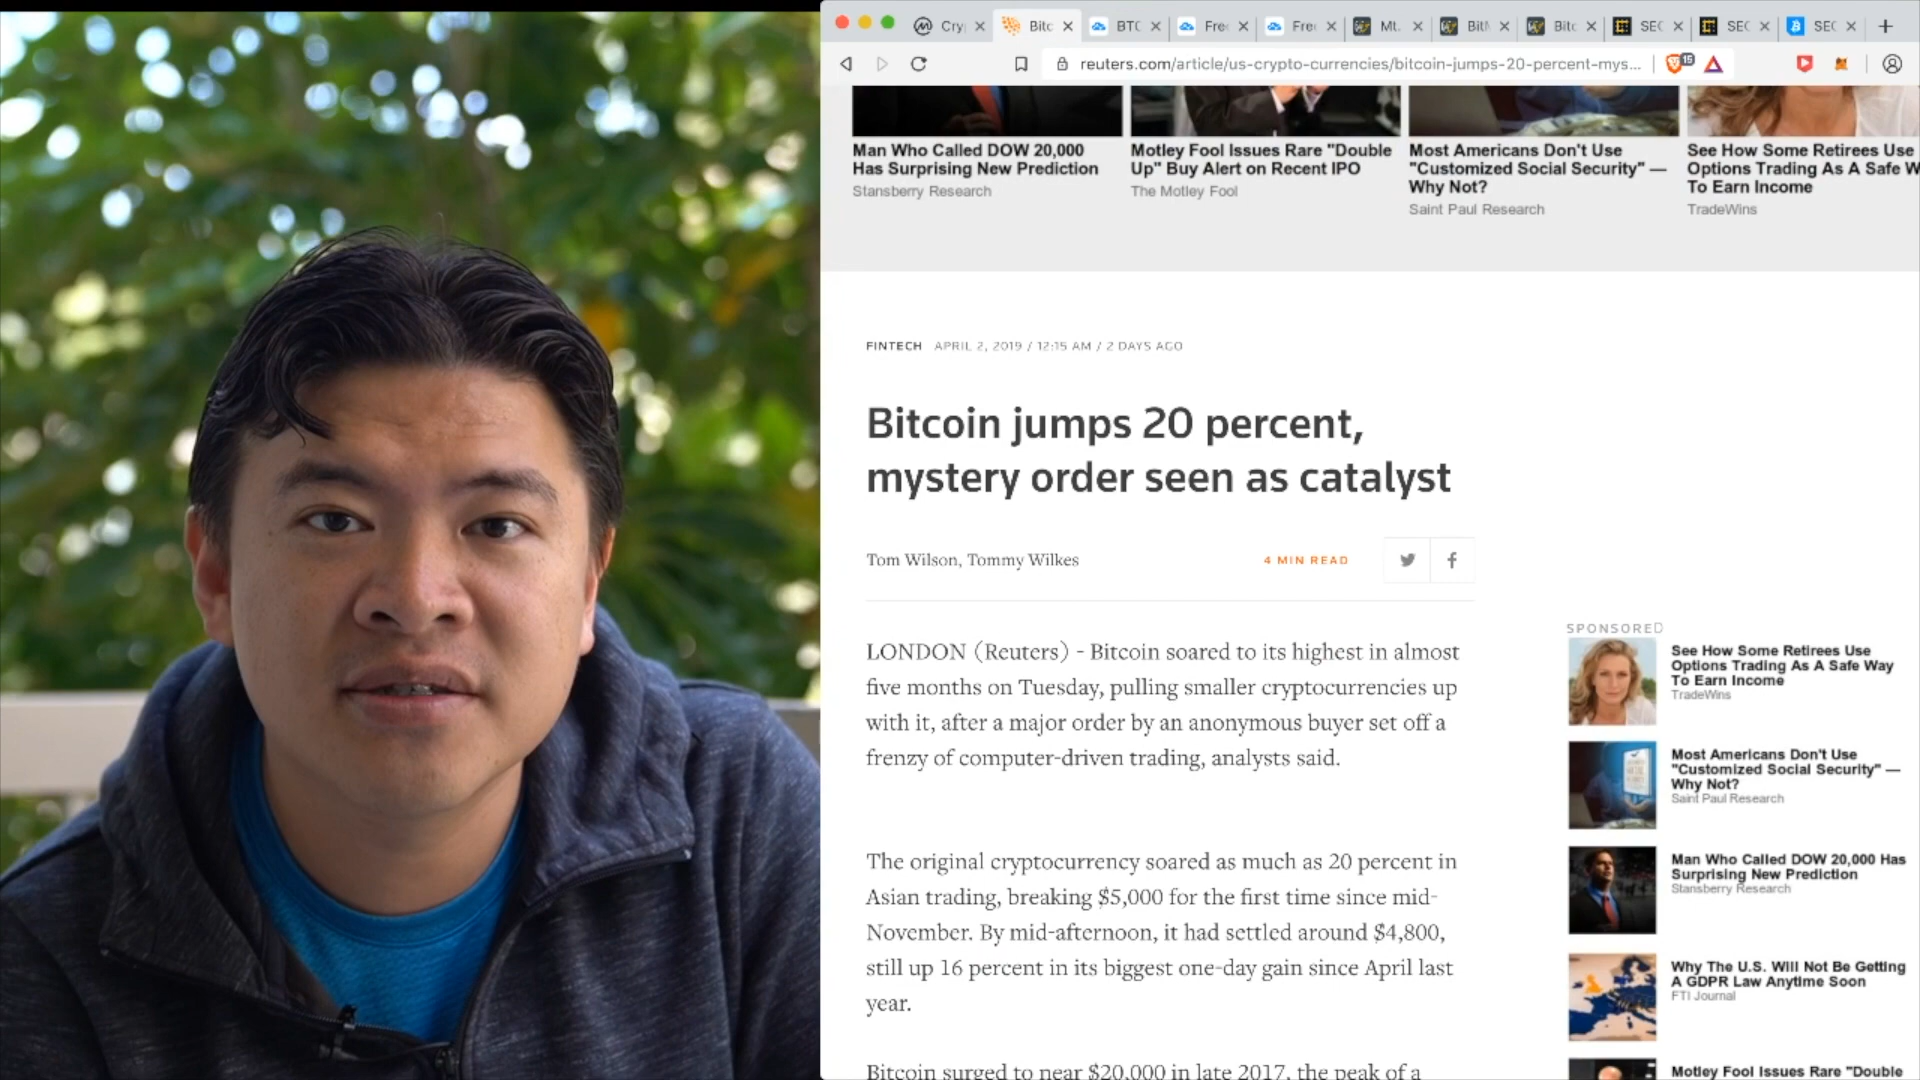 Cry
Bitc
BTC
Free
Free
Mt.
Bitf
Bitc
SEC
SEC
SEC
reuters.com/article/us-crypto-currencies/bitcoin-jumps-20-percent-mys...
15
Man Who Called DOW 20,000
Has Surprising New Prediction
Stansberry Research
Motley Fool Issues Rare "Double
Up" Buy Alert on Recent IPO
The Motley Fool
Most Americans Don't Use
"Customized Social Security" —
Why Not?
Saint Paul Research
See How Some Retirees Use
Options Trading As A Safe W
To Earn Income
TradeWins
FINTECH APRIL 2, 2019 / 12:15 AM / 2 DAYS AGO
Bitcoin jumps 20 percent,
mystery order seen as catalyst
Tom Wilson, Tommy Wilkes
4 MIN READ
LONDON (Reuters) - Bitcoin soared to its highest in almost
five months on Tuesday, pulling smaller cryptocurrencies up
with it, after a major order by an anonymous buyer set off a
frenzy of computer-driven trading, analysts said.
The original cryptocurrency soared as much as 20 percent in
Asian trading, breaking $5,000 for the first time since mid-
November. By mid-afternoon, it had settled around $4,800,
still up 16 percent in its biggest one-day gain since April last
year.
Bitcoin surged to near $20,000 in late 2017, the peak of a
SPONSORED
See How Some Retirees Use
Options Trading As A Safe Way
To Earn Income
TradeWins
Most Americans Don't Use
"Customized Social Security" —
Why Not?
Saint Paul Research
Man Who Called DOW 20,000 Has
Surprising New Prediction
Stansberry Research
Why The U.S. Will Not Be Getting
A GDPR Law Anytime Soon
FTI Journal
Motley Fool Issues Rare "Double